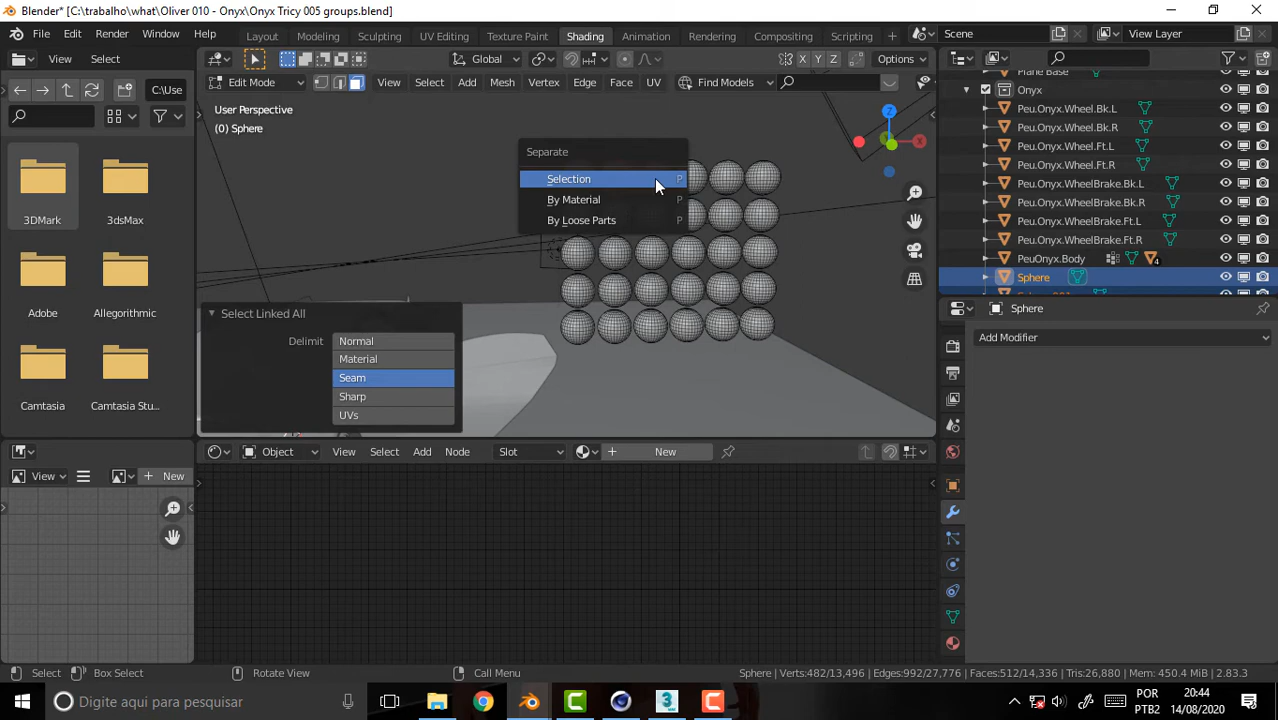 Blender* [C:\trabalho\what\Oliver 010 - Onyx\Onyx Tricy 005 groups.blend]
File Edit Render Window Help
Layout Modeling Sculpting UV Editing Texture Paint Shading Animation Rendering Compositing Scripting
Scene View Layer
View Select
Global Options
C:\Use
Edit Mode View Select Add Mesh Vertex Edge Face UV Find Models
User Perspective
(0) Sphere
3DMark
3dsMax
Adobe
Allegorithmic
Camtasia
Camtasia Stu...
Separate
Selection P
By Material P
By Loose Parts P
X Y Z
Select Linked All
Delimit
Normal
Material
Seam
Sharp
UVs
Plane Base
Onyx
Peu.Onyx.Wheel.Bk.L
Peu.Onyx.Wheel.Bk.R
Peu.Onyx.Wheel.Ft.L
Peu.Onyx.Wheel.Ft.R
Peu.Onyx.WheelBrake.Bk.L
Peu.Onyx.WheelBrake.Bk.R
Peu.Onyx.WheelBrake.Ft.L
Peu.Onyx.WheelBrake.Ft.R
PeuOnyx.Body 4
Sphere
Sphere
Add Modifier
View New
Object View Select Add Node Slot New
Select Box Select Rotate View Call Menu
Sphere | Verts:482/13,496 | Edges:992/27,776 | Faces:512/14,336 | Tris:26,880 | Mem: 450.4 MiB | 2.83.3
Digite aqui para pesquisar
POR
PTB2
20:44
14/08/2020